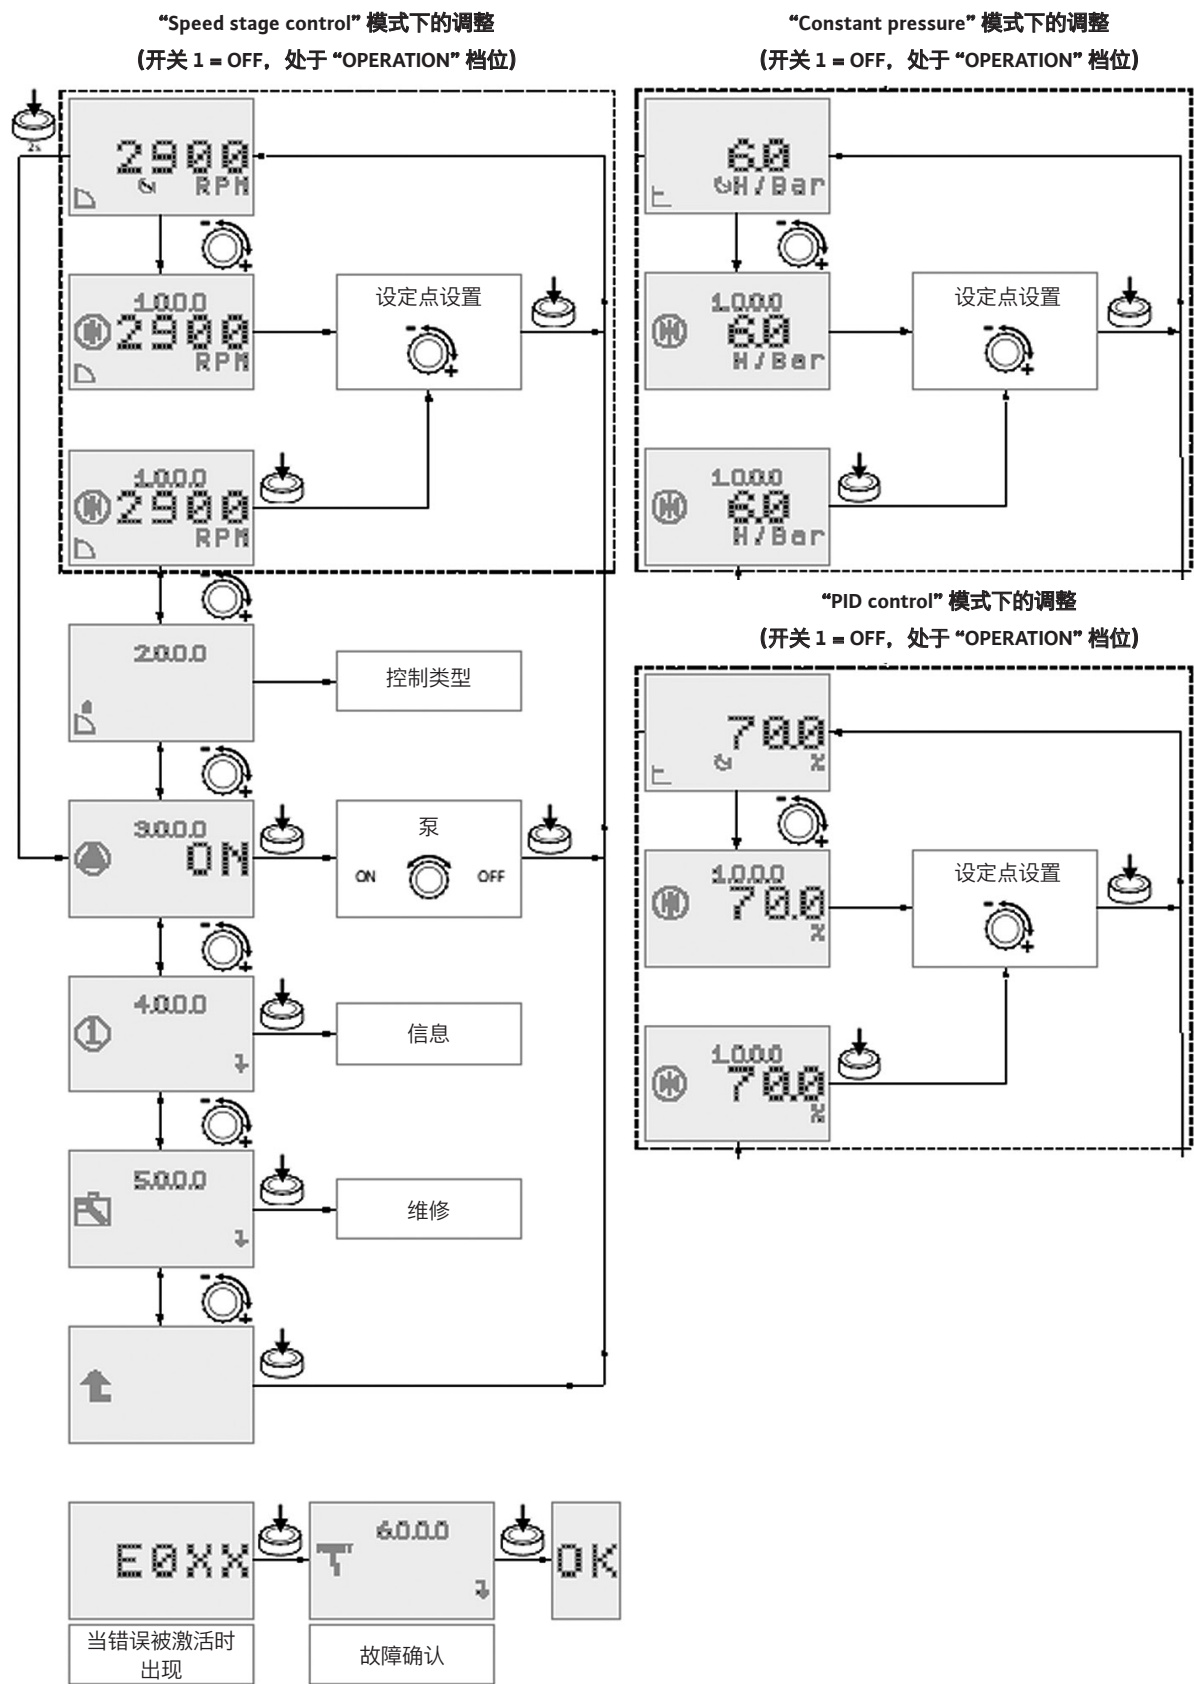 “Speed stage control” 模式下的调整
(开关 1 = OFF，处于 “OPERATION” 档位)
2s
2900
RPM
1.0.0.0
2900
RPM
设定点设置
1.0.0.0
2900
RPM
2.0.0.0
控制类型
3.0.0.0
ON
泵
ON
OFF
4.0.0.0
信息
5.0.0.0
维修
E0XX
当错误被激活时
出现
6.0.0.0
故障确认
OK
“Constant pressure” 模式下的调整
(开关 1 = OFF，处于 “OPERATION” 档位)
6.0
H/Bar
1.0.0.0
6.0
H/Bar
设定点设置
1.0.0.0
6.0
H/Bar
“PID control” 模式下的调整
(开关 1 = OFF，处于 “OPERATION” 档位)
70.0
%
1.0.0.0
70.0
%
设定点设置
1.0.0.0
70.0
%